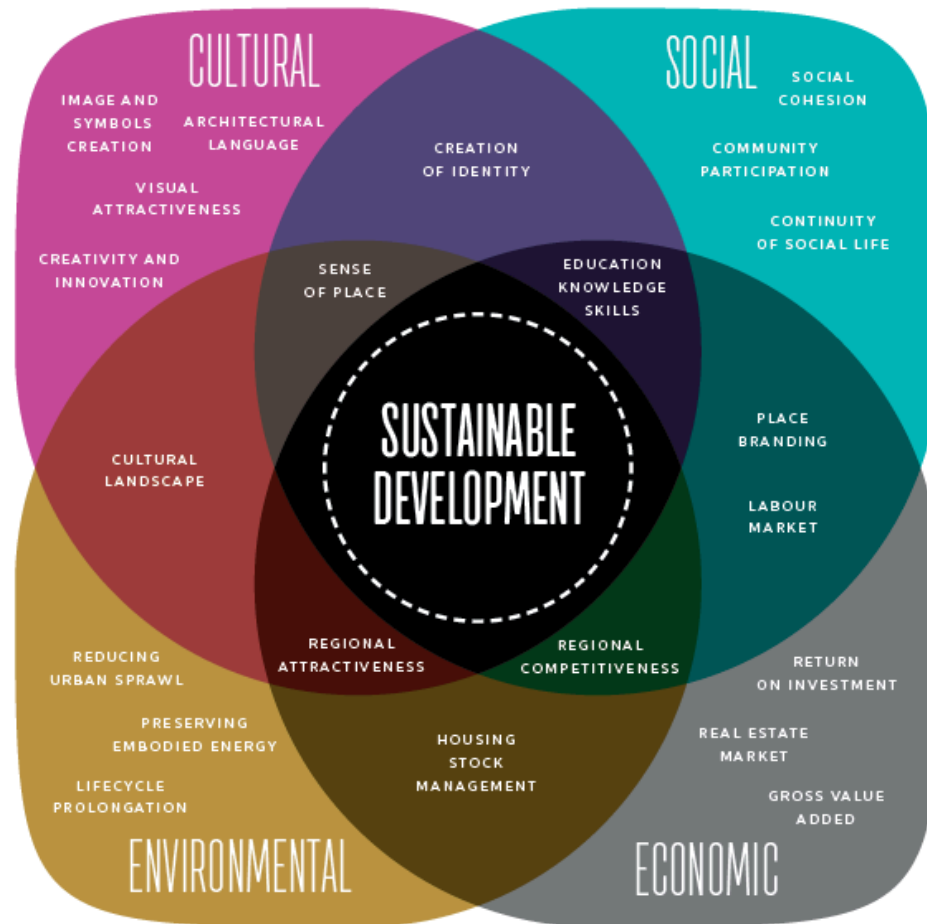 CULTURAL
IMAGE AND
SYMBOLS
CREATION
ARCHITECTURAL
LANGUAGE
VISUAL
ATTRACTIVENESS
CREATIVITY AND
INNOVATION
CREATION
OF IDENTITY
SOCIAL
SOCIAL
COHESION
COMMUNITY
PARTICIPATION
CONTINUITY
OF SOCIAL LIFE
SENSE
OF PLACE
EDUCATION
KNOWLEDGE
SKILLS
CULTURAL
LANDSCAPE
SUSTAINABLE
DEVELOPMENT
PLACE
BRANDING
LABOUR
MARKET
REGIONAL
ATTRACTIVENESS
REGIONAL
COMPETITIVENESS
REDUCING
URBAN SPRAWL
PRESERVING
EMBODIED ENERGY
LIFECYCLE
PROLONGATION
ENVIRONMENTAL
HOUSING
STOCK
MANAGEMENT
RETURN
ON INVESTMENT
REAL ESTATE
MARKET
GROSS VALUE
ADDED
ECONOMIC